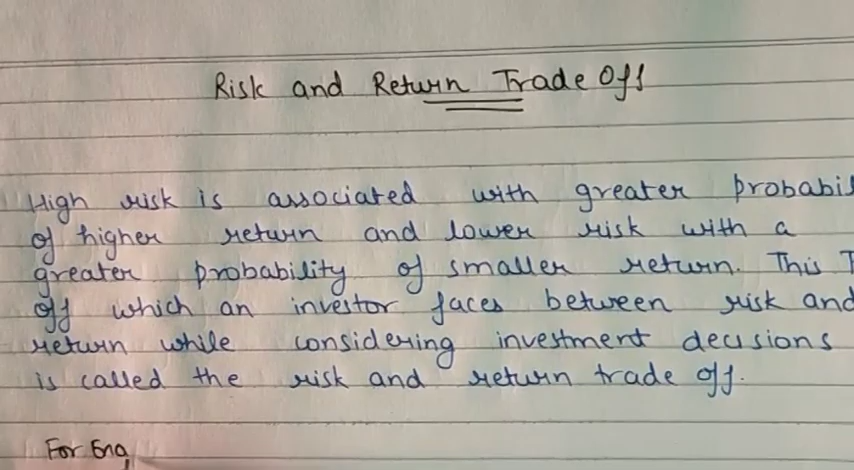 Risk and Return Trade Off
High risk is associated with greater probabil
of higher return and lower risk with a
greater probability of smaller return. This T
off which an investor faces between risk and
return while considering investment decisions
is called the risk and return trade off.
For Eng